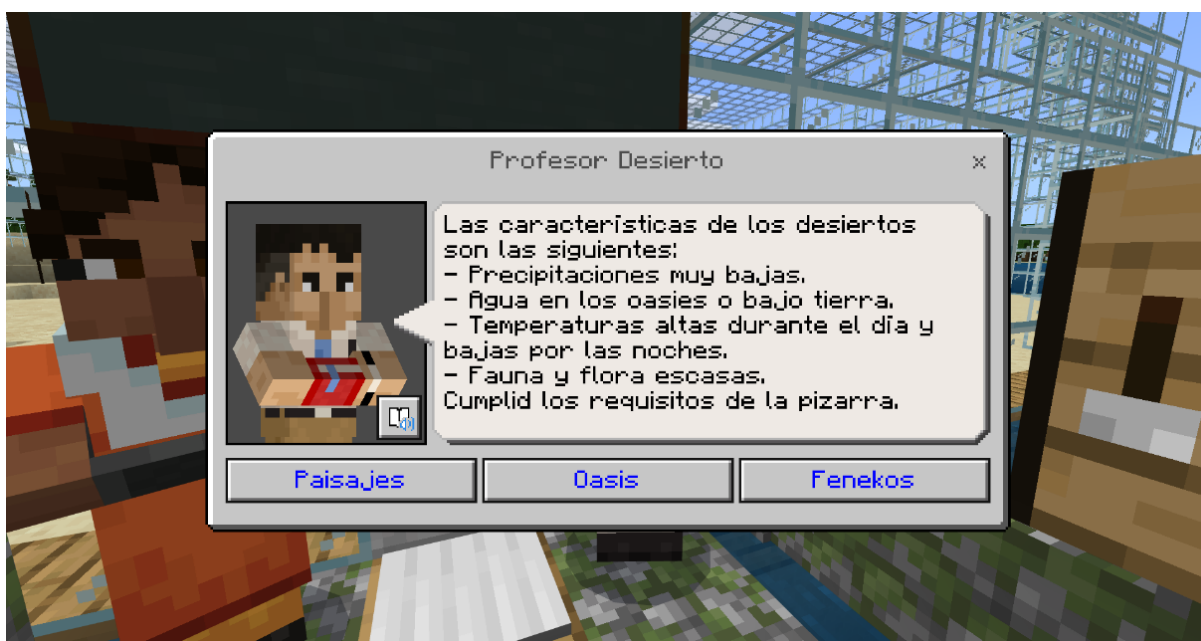 Profesor Desierto
x
Las características de los desiertos
son las siguientes:
- Precipitaciones muy bajas.
- Agua en los oasies o bajo tierra.
- Temperaturas altas durante el día y
bajas por las noches.
- Fauna y flora escasas.
Cumplid los requisitos de la pizarra.
Paisajes
Oasis
Fenekos